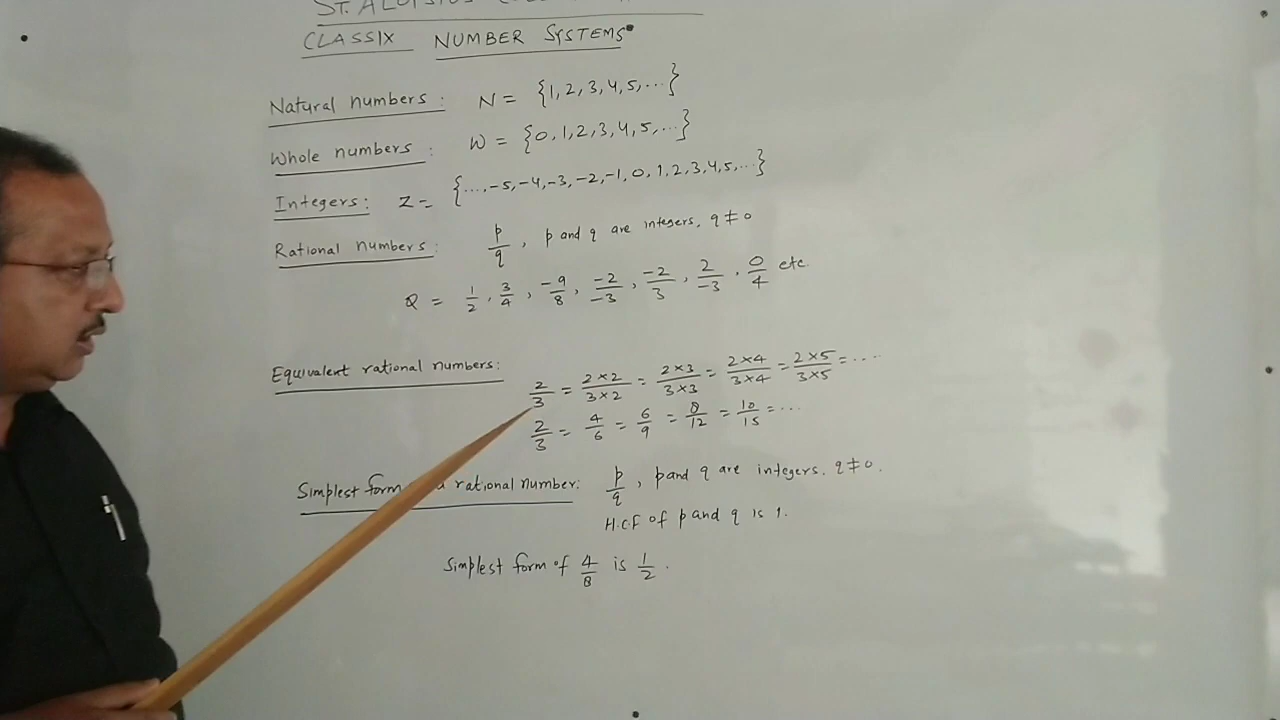 ST. ALOYSIUS
CLASS IX NUMBER SYSTEMS
Natural numbers: N = {1, 2, 3, 4, 5, ...}
Whole numbers: W = {0, 1, 2, 3, 4, 5, ...}
Integers: Z = {..., -5, -4, -3, -2, -1, 0, 1, 2, 3, 4, 5, ...}
Rational numbers: p/q, p and q are integers, q ≠ 0
Q = 1/2, 3/4, -9/8, -2/-3, -2/3, 2/-3, 0/4 etc
Equivalent rational numbers: 2/3 = 2×2/3×2 = 2×3/3×3 = 2×4/3×4 = 2×5/3×5 = ....
2/3 = 4/6 = 6/9 = 8/12 = 10/15 = ...
Simplest form a rational number: p/q, p and q are integers, q ≠ 0.
H.C.F of p and q is 1.
Simplest form of 4/8 is 1/2.